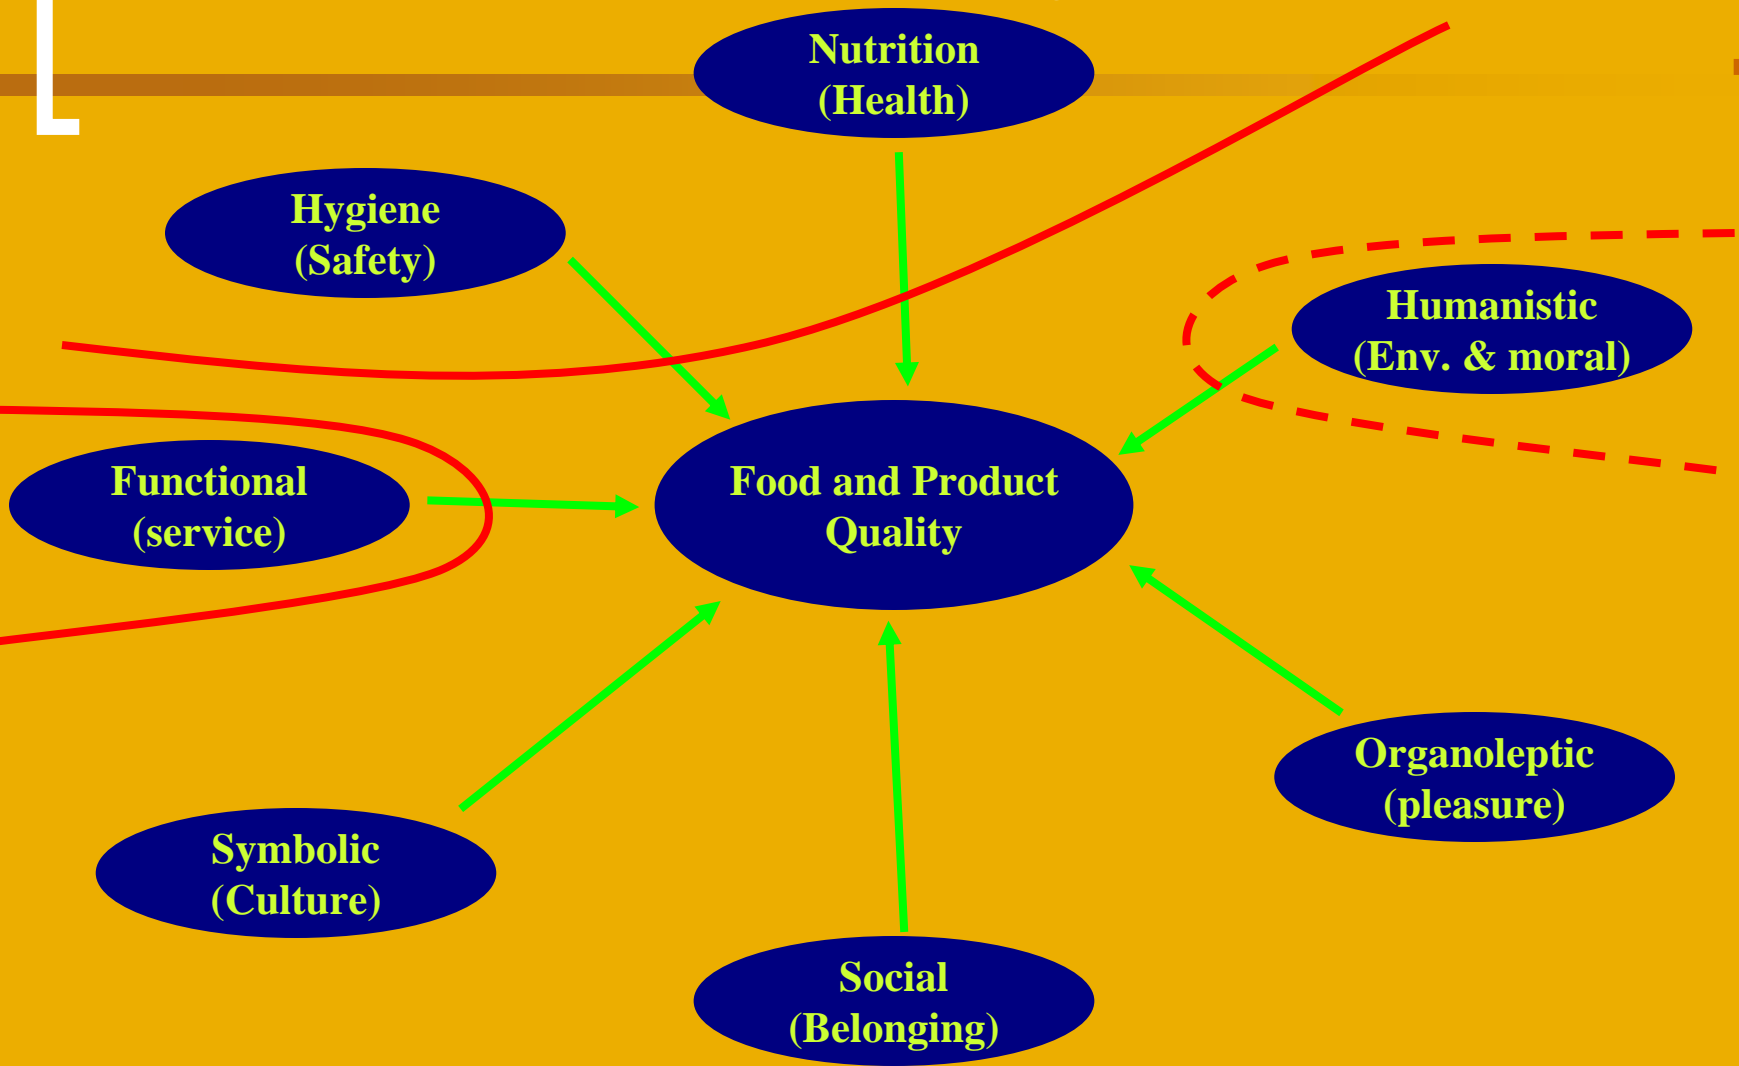 Nutrition
(Health)
Hygiene
(Safety)
Humanistic
(Env. & moral)
Functional
(service)
Food and Product
Quality
Organoleptic
(pleasure)
Symbolic
(Culture)
Social
(Belonging)